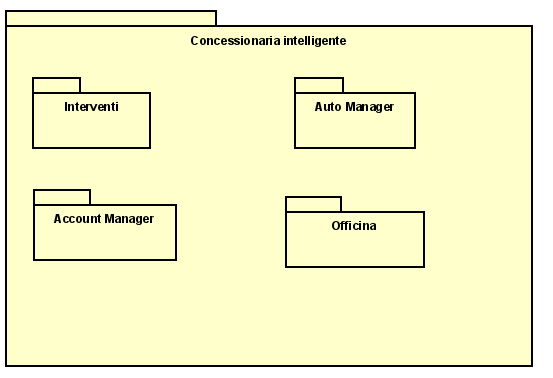 Concessionaria intelligente
Interventi
Auto Manager
Account Manager
Officina